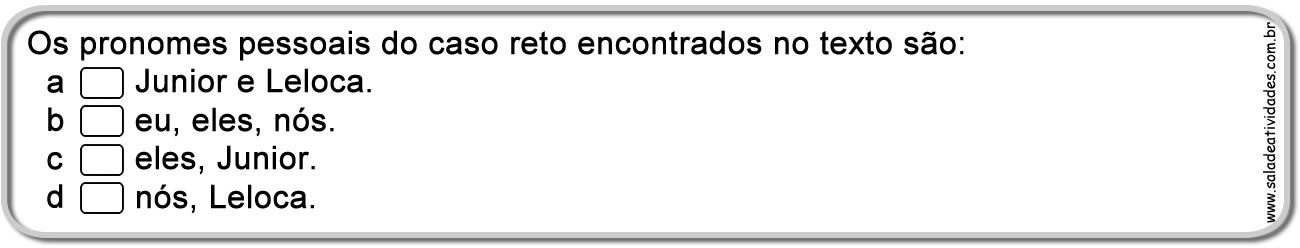 Os pronomes pessoais do caso reto encontrados no texto são:
a Junior e Leloca.
b eu, eles, nós.
c eles, Junior.
d nós, Leloca.
www.saladeatividades.com.br